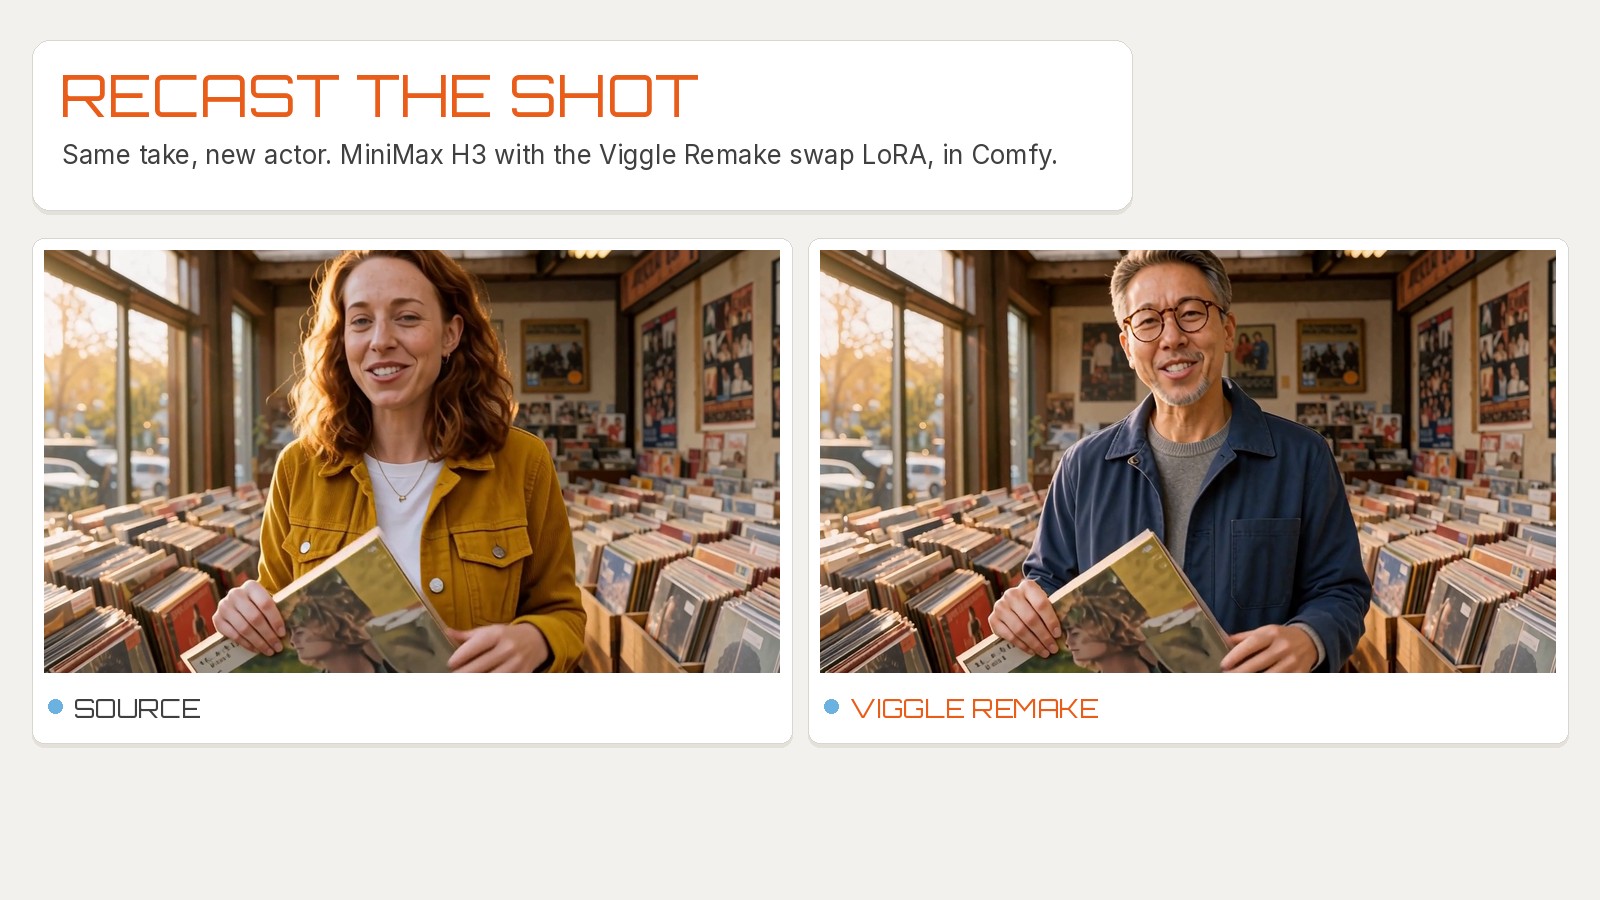 RECAST THE SHOT
Same take, new actor. MiniMax H3 with the Viggle Remake swap LoRA, in Comfy.
SOURCE
VIGGLE REMAKE